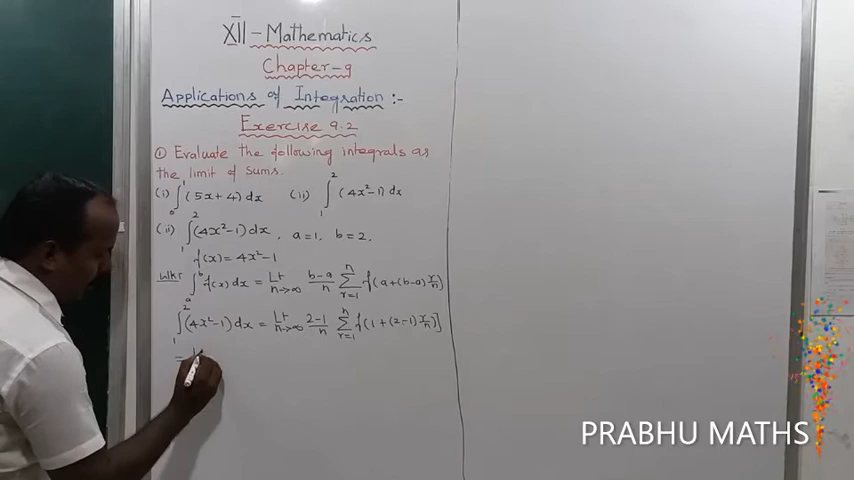 XII - Mathematics
Chapter-9
Applications of Integration :-
Exercise 9.2
① Evaluate the following integrals as
the limit of sums.
(i) ∫₀¹ (5x+4) dx (ii) ∫₁² (4x²-1) dx
(ii) ∫₁² (4x²-1) dx, a=1, b=2.
f(x) = 4x²-1
WKT ∫ₐᵇ f(x) dx = Lt n→∞ b-a/n ∑ r=1 n f(a+(b-a) r/n)
∫₁² (4x²-1) dx = Lt n→∞ 2-1/n ∑ r=1 n f(1+(2-1) r/n]
=
PRABHU MATHS